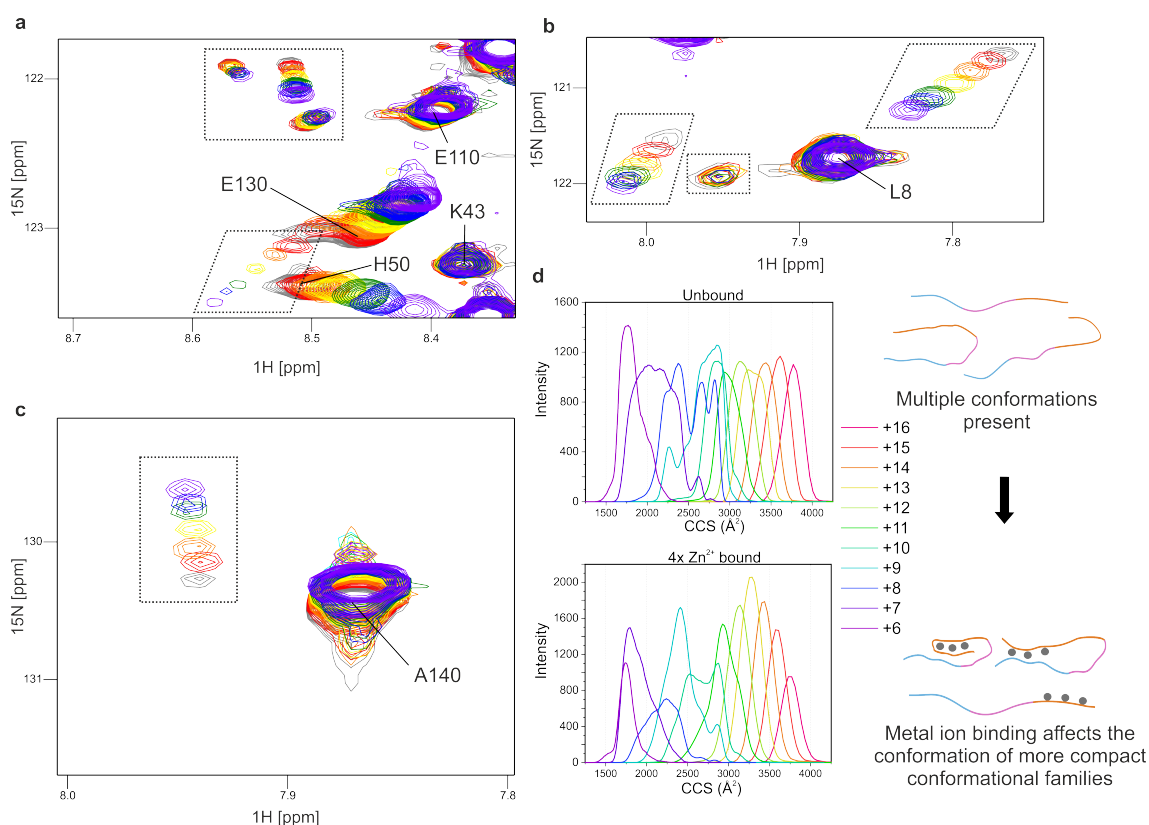 a
122
123
15N [ppm]
E110
E130
K43
H50
8.7
8.6
8.5
8.4
1H [ppm]
b
121
122
15N [ppm]
L8
8.0
7.9
7.8
1H [ppm]
c
130
131
15N [ppm]
A140
8.0
7.9
7.8
1H [ppm]
d
Unbound
1600
1200
800
400
0
Intensity
1500
2000
2500
3000
3500
4000
CCS (Å²)
4x Zn²⁺ bound
2000
1600
1200
800
400
0
Intensity
1500
2000
2500
3000
3500
4000
CCS (Å²)
+16
+15
+14
+13
+12
+11
+10
+9
+8
+7
+6
Multiple conformations
present
Metal ion binding affects the
conformation of more compact
conformational families